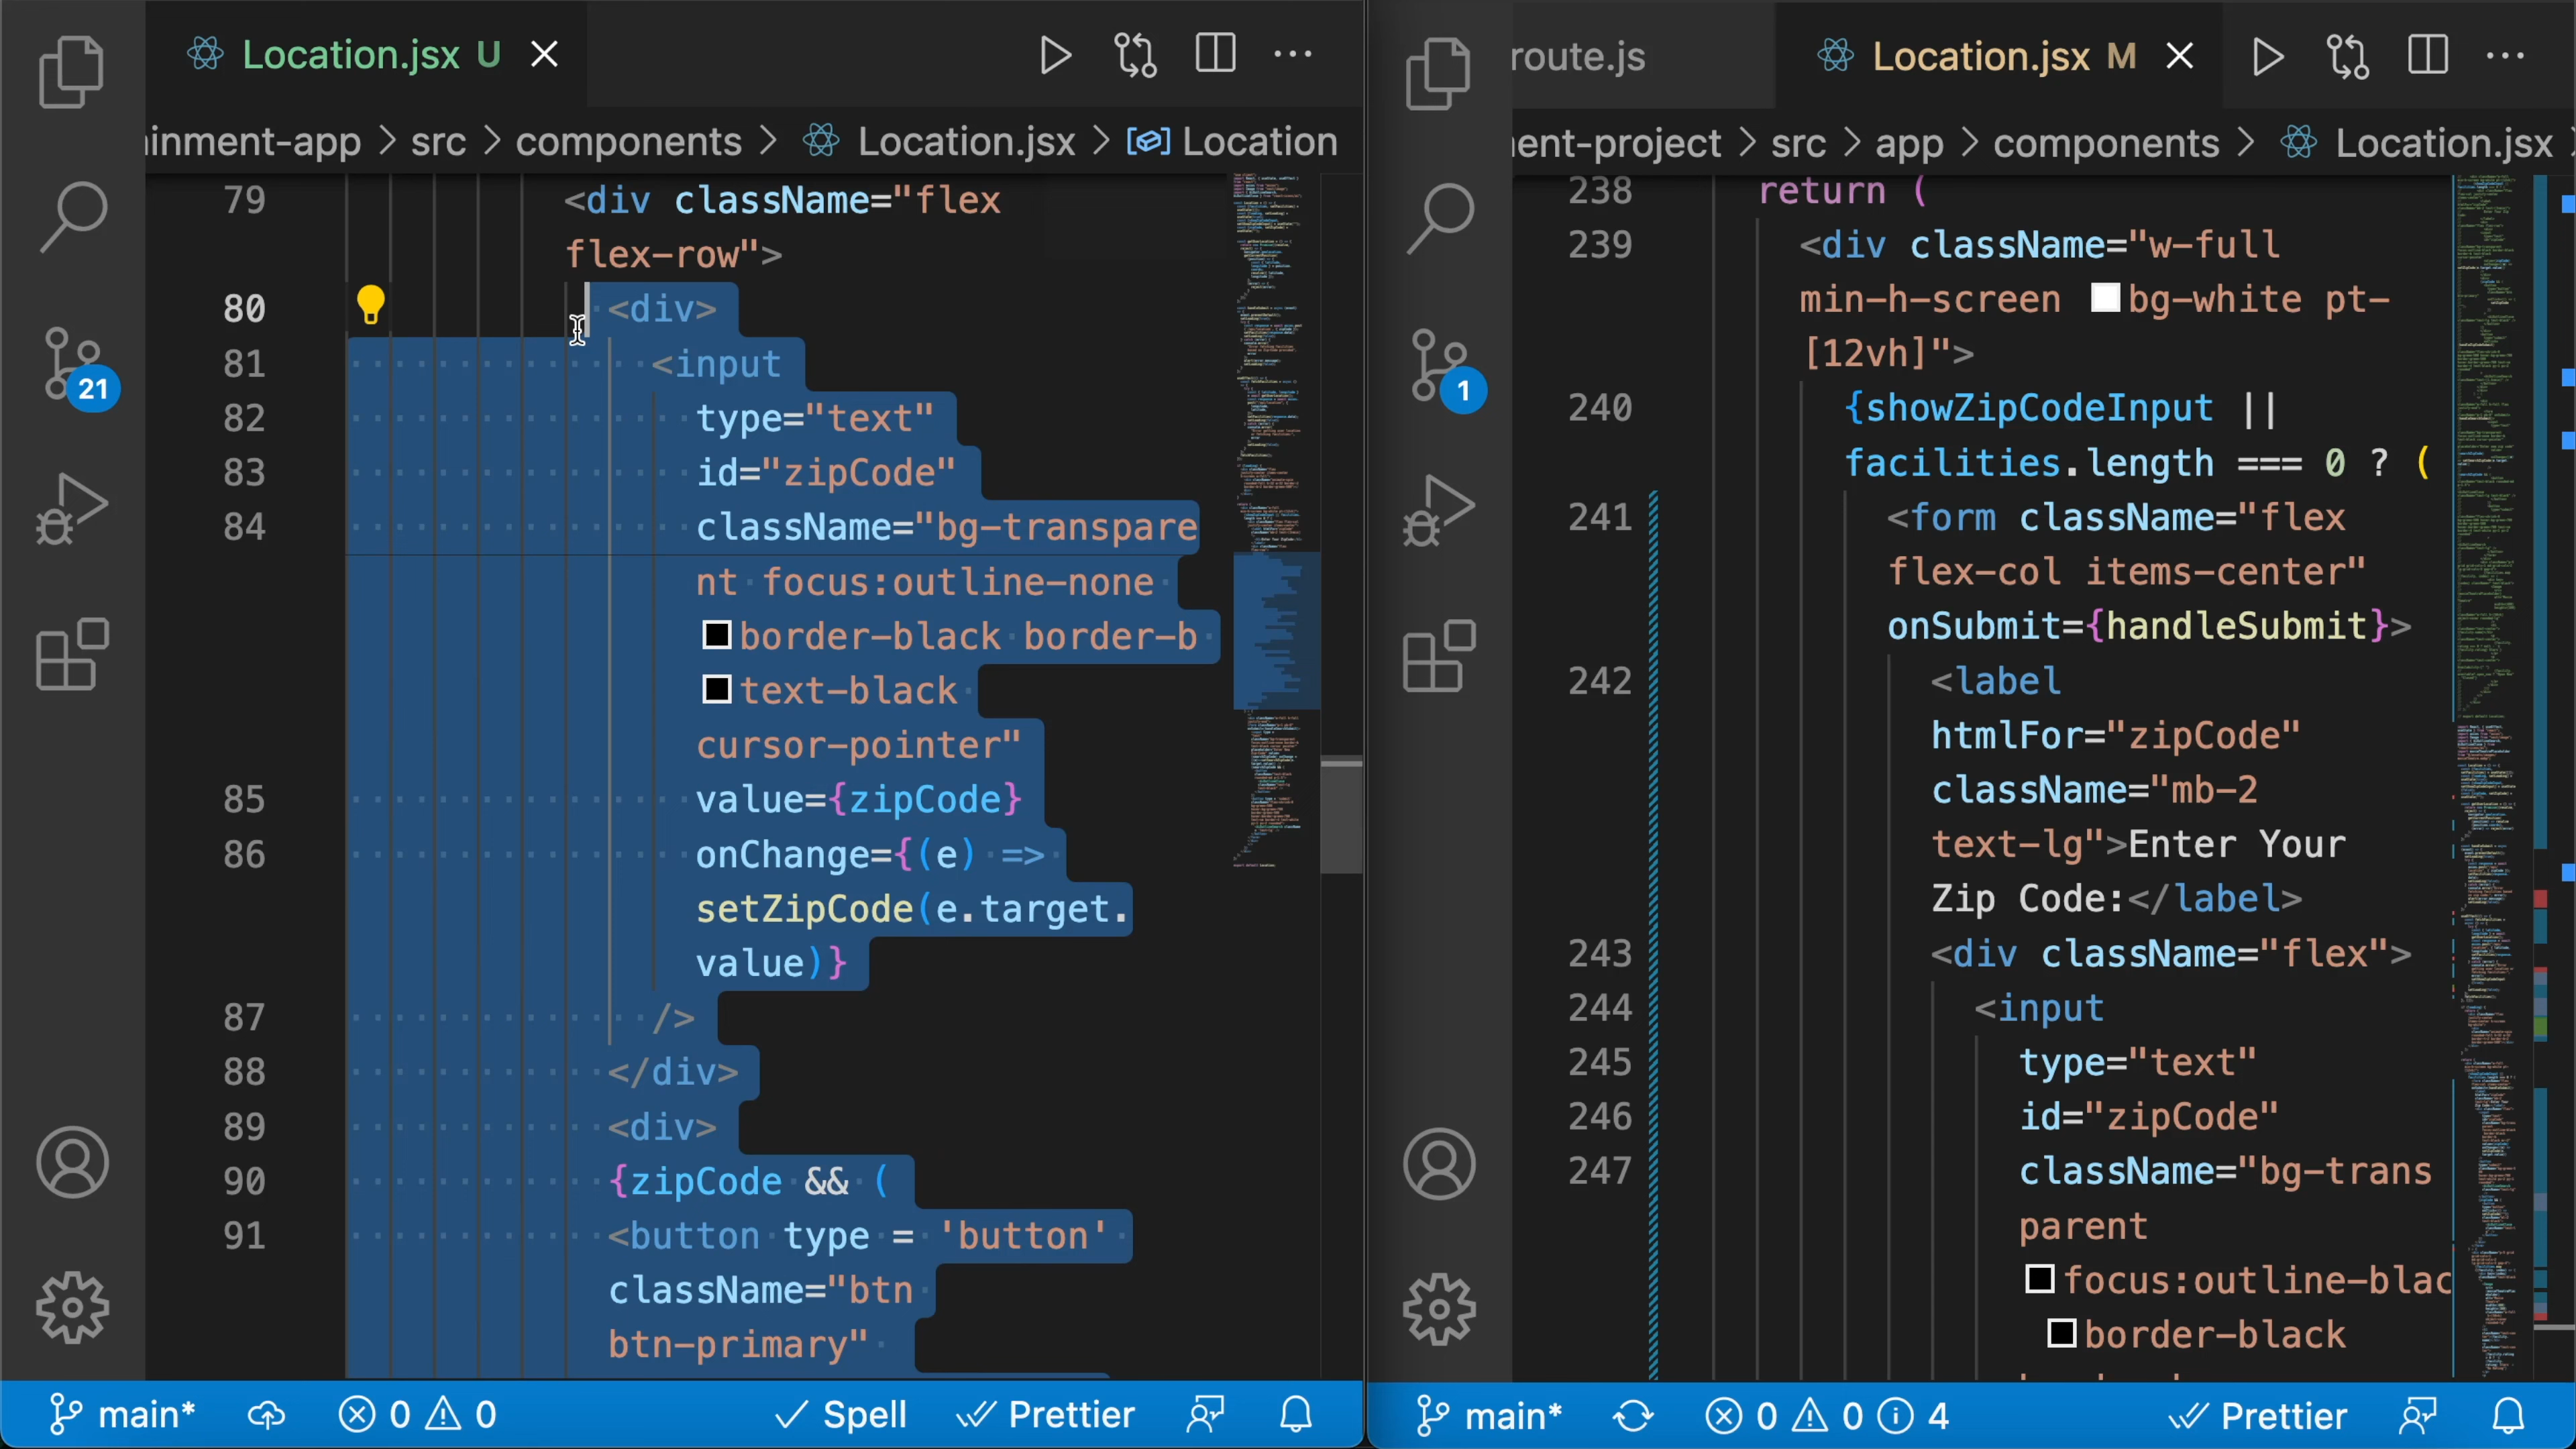 Location.jsx U
inment-app > src > components > Location.jsx > Location
79 <div className="flex
flex-row">
80 <div>
81 <input
82 type="text"
83 id="zipCode"
84 className="bg-transpare
nt focus:outline-none
border-black border-b
text-black
cursor-pointer"
85 value={zipCode}
86 onChange={(e) =>
setZipCode(e.target.
value)}
87 />
88 </div>
89 <div>
90 {zipCode && (
91 <button type = 'button'
className="btn
btn-primary"
21
main* 0 0 Spell Prettier
route.js Location.jsx M
ent-project > src > app > components > Location.jsx
238 return (
239 <div className="w-full
min-h-screen bg-white pt-
[12vh]">
240 {showZipCodeInput ||
facilities.length === 0 ? (
241 <form className="flex
flex-col items-center"
onSubmit={handleSubmit}>
242 <label
htmlFor="zipCode"
className="mb-2
text-lg">Enter Your
Zip Code:</label>
243 <div className="flex">
244 <input
245 type="text"
246 id="zipCode"
247 className="bg-trans
parent
focus:outline-blac
border-black
1
main* 0 0 4 Prettier